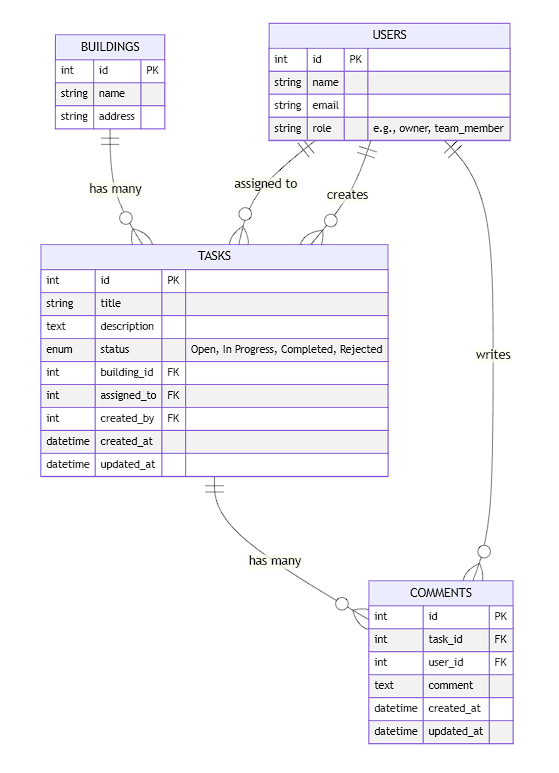 BUILDINGS
int id PK
string name
string address
USERS
int id PK
string name
string email
string role e.g., owner, team_member
has many
assigned to
creates
TASKS
int id PK
string title
text description
enum status Open, In Progress, Completed, Rejected
int building_id FK
int assigned_to FK
int created_by FK
datetime created_at
datetime updated_at
writes
has many
COMMENTS
int id PK
int task_id FK
int user_id FK
text comment
datetime created_at
datetime updated_at